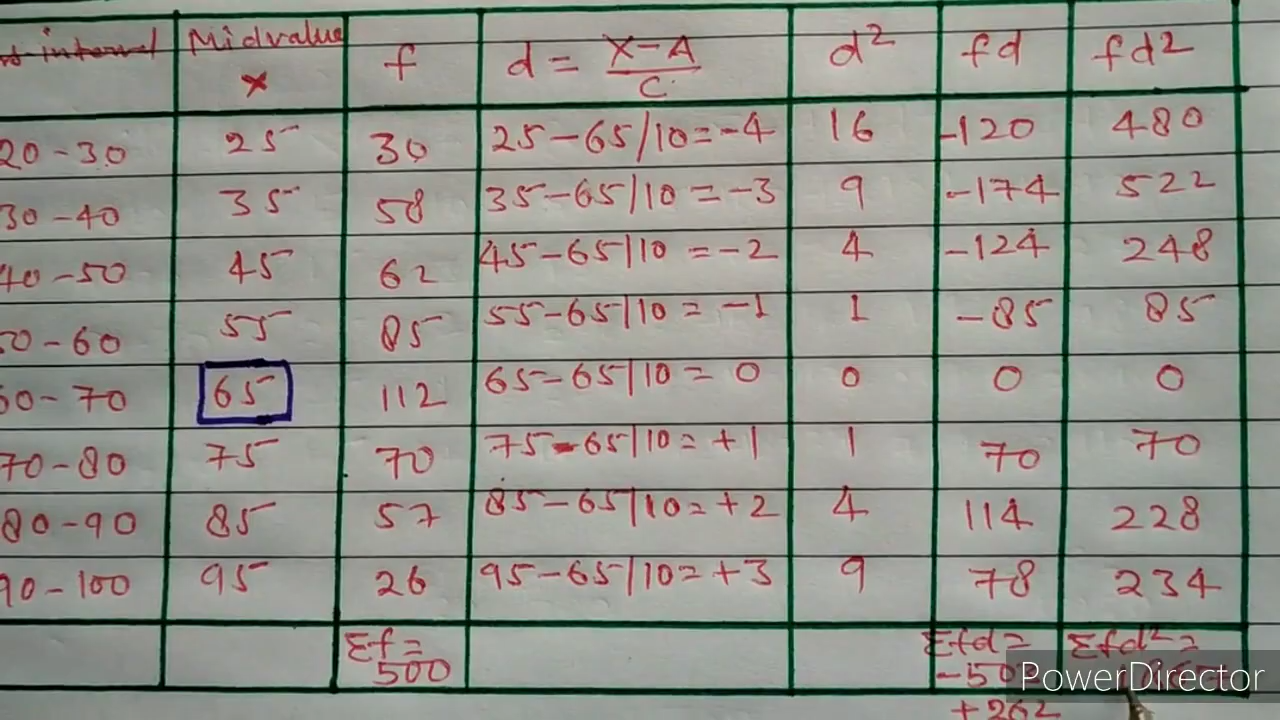 Midvalue x f d = X-A/C d² fd fd²
20-30 25 30 25-65/10=-4 16 -120 480
30-40 35 58 35-65/10=-3 9 -174 522
40-50 45 62 45-65/10=-2 4 -124 248
0-60 55 85 55-65/10=-1 1 -85 85
60-70 65 112 65-65/10=0 0 0 0
70-80 75 70 75-65/10=+1 1 70 70
80-90 85 57 85-65/10=+2 4 114 228
90-100 95 26 95-65/10=+3 9 78 234
Σf= Σfd= Σfd²=
500
+262
PowerDirector